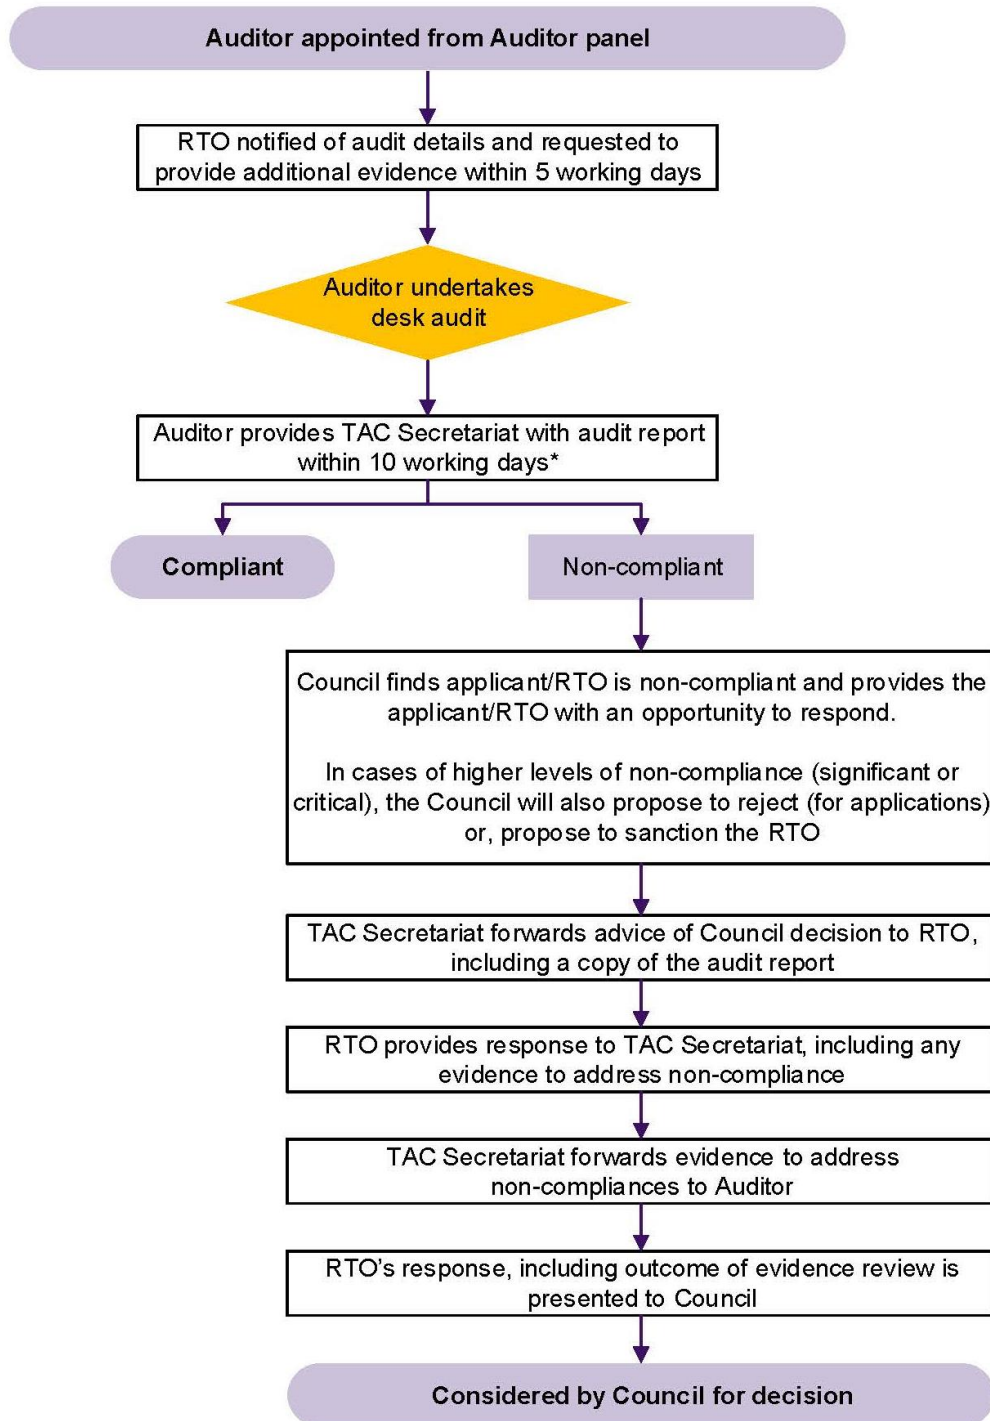 Auditor appointed from Auditor panel
RTO notified of audit details and requested to
provide additional evidence within 5 working days
Auditor undertakes
desk audit
Auditor provides TAC Secretariat with audit report
within 10 working days*
Compliant
Non-compliant
Council finds applicant/RTO is non-compliant and provides the
applicant/RTO with an opportunity to respond.
In cases of higher levels of non-compliance (significant or
critical), the Council will also propose to reject (for applications)
or, propose to sanction the RTO
TAC Secretariat forwards advice of Council decision to RTO,
including a copy of the audit report
RTO provides response to TAC Secretariat, including any
evidence to address non-compliance
TAC Secretariat forwards evidence to address
non-compliances to Auditor
RTO's response, including outcome of evidence review is
presented to Council
Considered by Council for decision